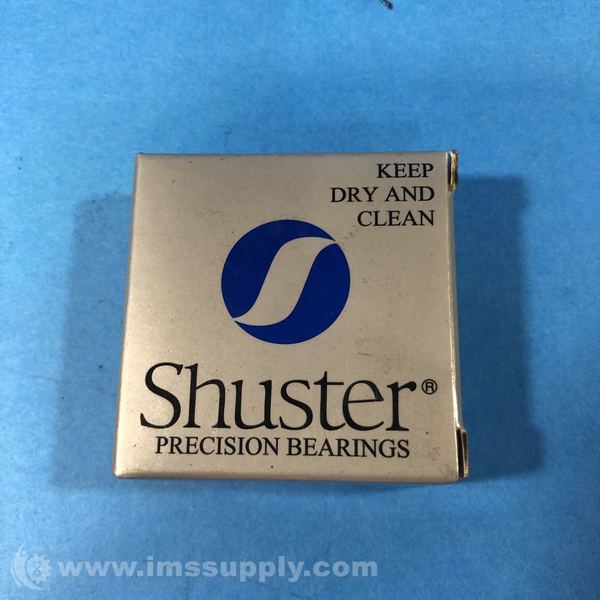 KEEP
DRY AND
CLEAN
Shuster®
PRECISION BEARINGS
www.imssupply.com